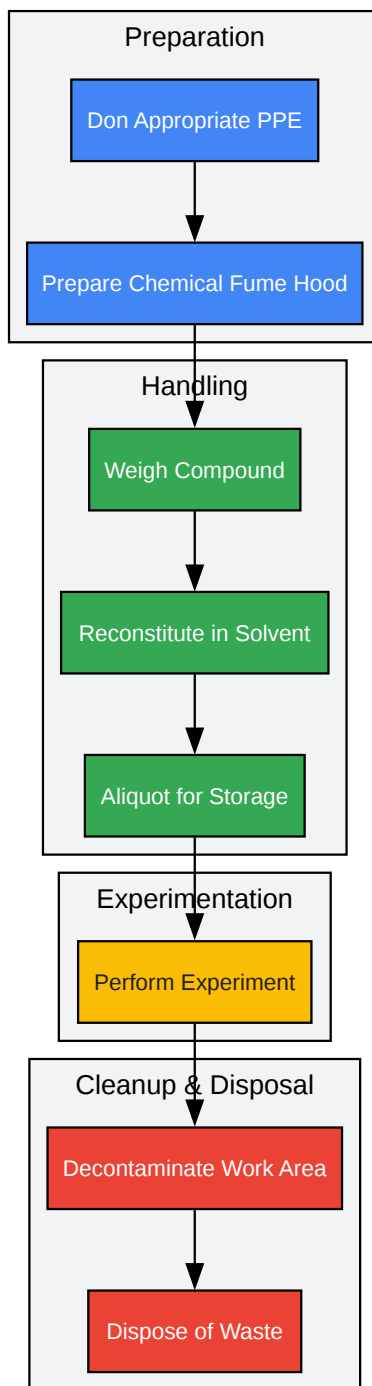 Preparation
Don Appropriate PPE
Prepare Chemical Fume Hood
Handling
Weigh Compound
Reconstitute in Solvent
Aliquot for Storage
Experimentation
Perform Experiment
Cleanup & Disposal
Decontaminate Work Area
Dispose of Waste